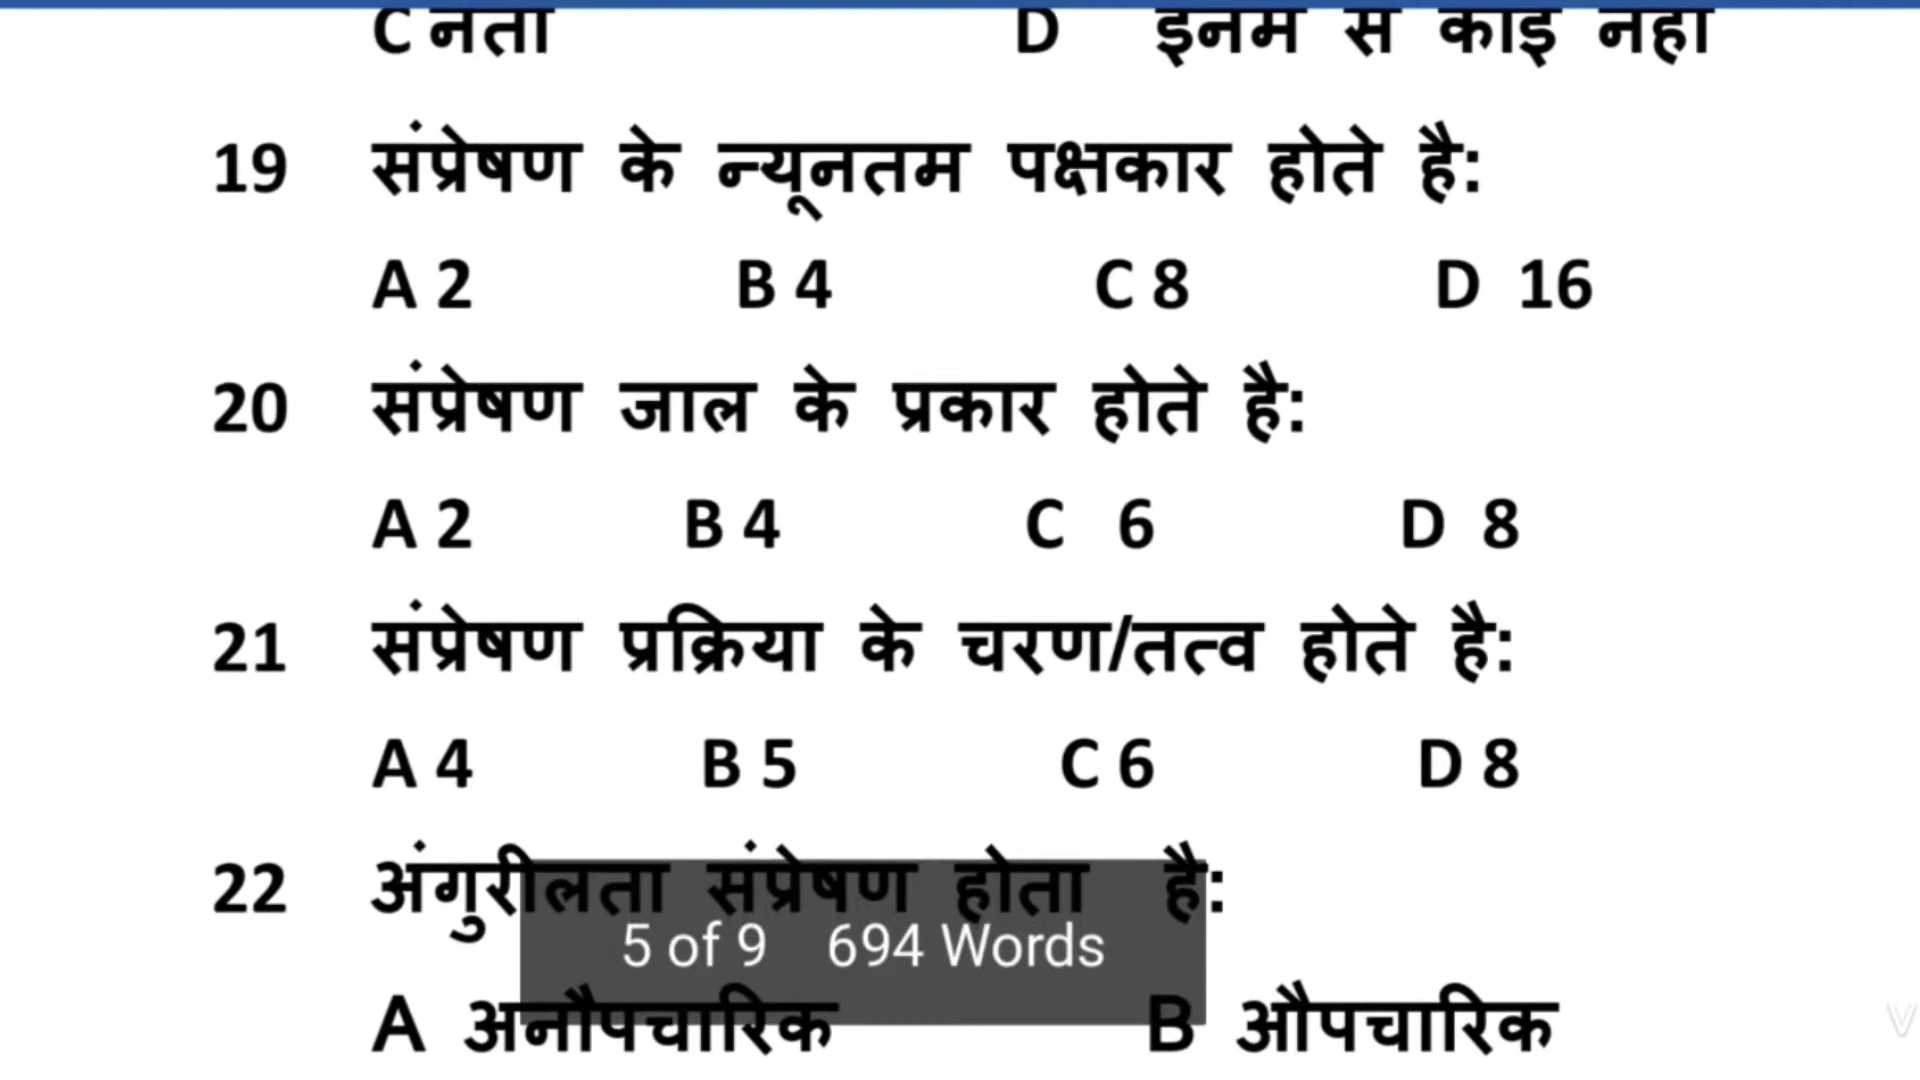 C नेता D इनमें से कोई नहीं
19 संप्रेषण के न्यूनतम पक्षकार होते है:
A 2 B 4 C 8 D 16
20 संप्रेषण जाल के प्रकार होते है:
A 2 B 4 C 6 D 8
21 संप्रेषण प्रक्रिया के चरण/तत्व होते है:
A 4 B 5 C 6 D 8
22 अंगुरीलता संप्रेषण होता है:
5 of 9 694 Words
A अनौपचारिक B औपचारिक
V